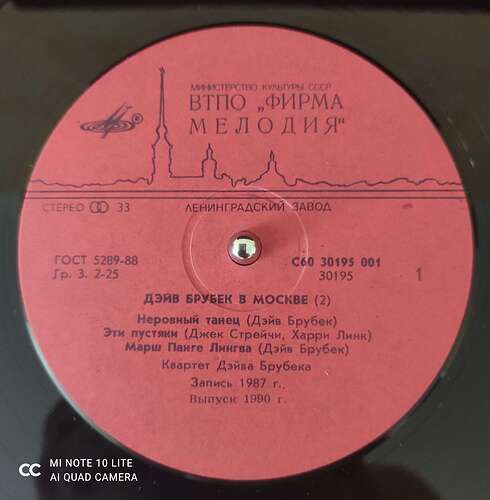 МИНИСТЕРСТВО КУЛЬТУРЫ СССР
ВТПО „ФИРМА
МЕЛОДИЯ"
®
СТЕРЕО 33
ЛЕНИНГРАДСКИЙ ЗАВОД
ГОСТ 5289-88
Гр. 3. 2-25
С60 30195 001
30195
1
ДЭЙВ БРУБЕК В МОСКВЕ (2)
Неровный танец (Дэйв Брубек)
Эти пустяки (Джек Стрейчи, Харри Линк)
Марш Панге Лингва (Дэйв Брубек)
Квартет Дэйва Брубека
Запись 1987 г.
Выпуск 1990 г.
MI NOTE 10 LITE
AI QUAD CAMERA